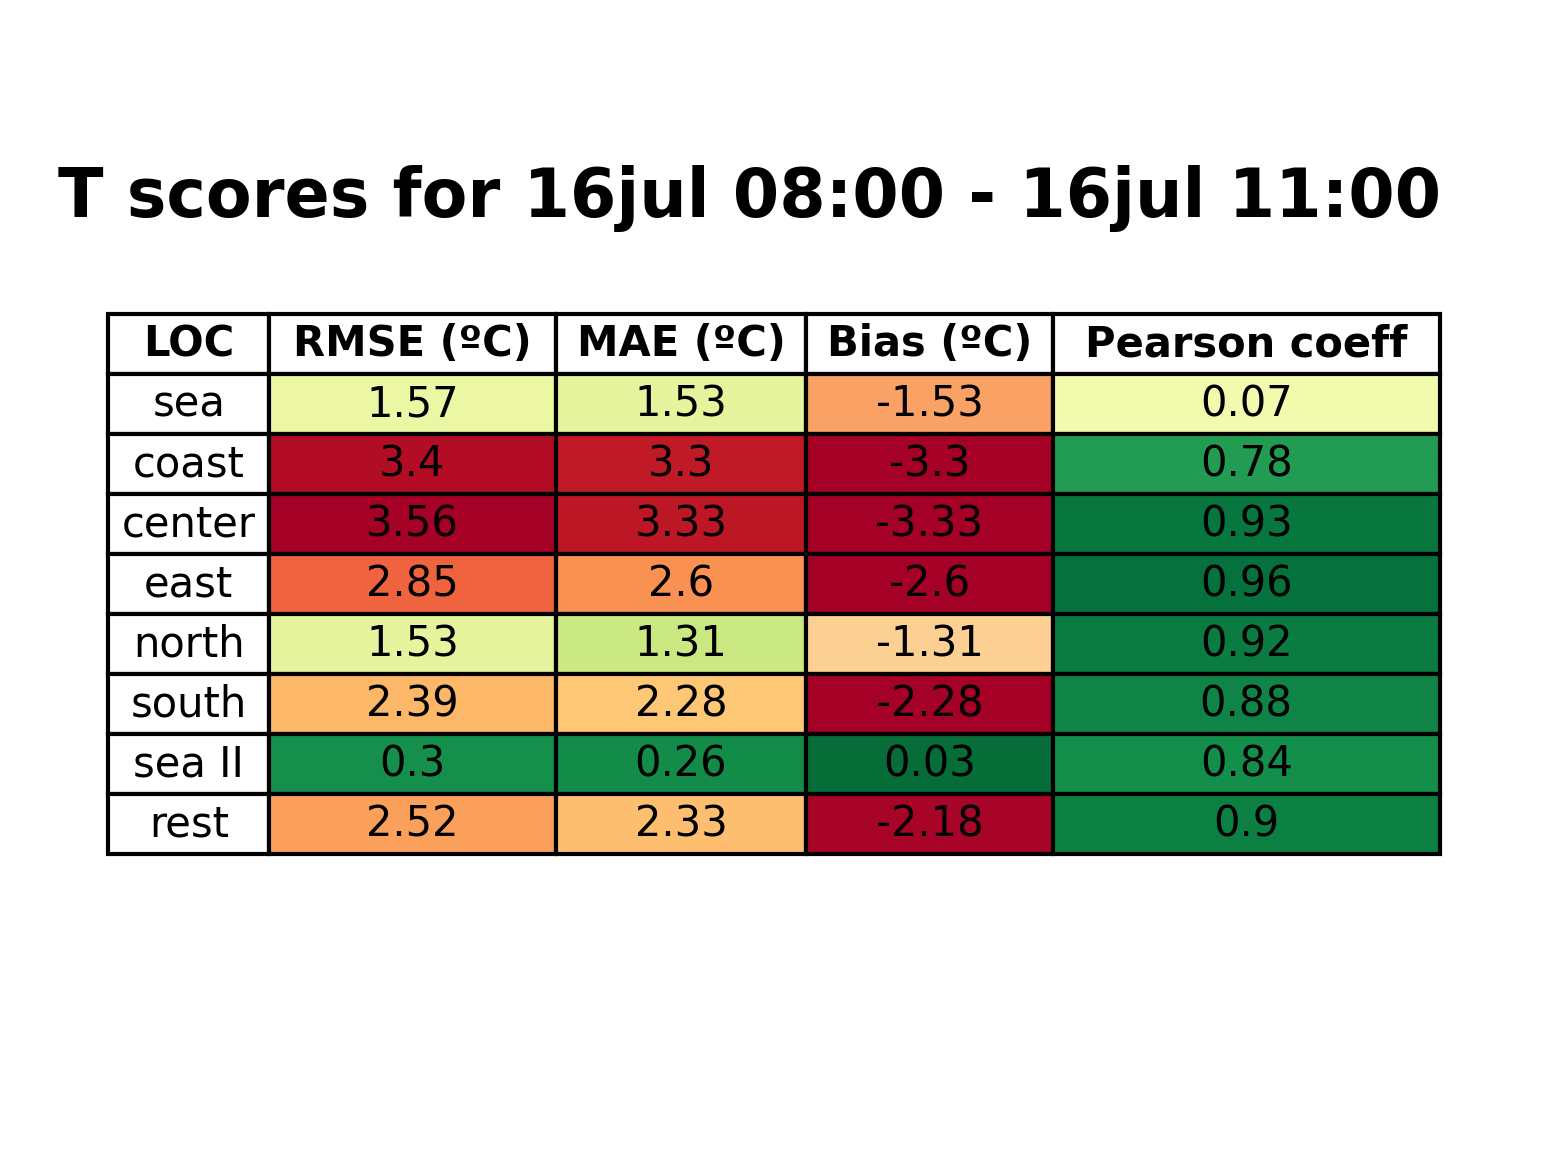 T scores for 16jul 08:00 - 16jul 11:00
LOC RMSE (ºC) MAE (ºC) Bias (ºC) Pearson coeff
sea 1.57 1.53 -1.53 0.07
coast 3.4 3.3 -3.3 0.78
center 3.56 3.33 -3.33 0.93
east 2.85 2.6 -2.6 0.96
north 1.53 1.31 -1.31 0.92
south 2.39 2.28 -2.28 0.88
sea II 0.3 0.26 0.03 0.84
rest 2.52 2.33 -2.18 0.9